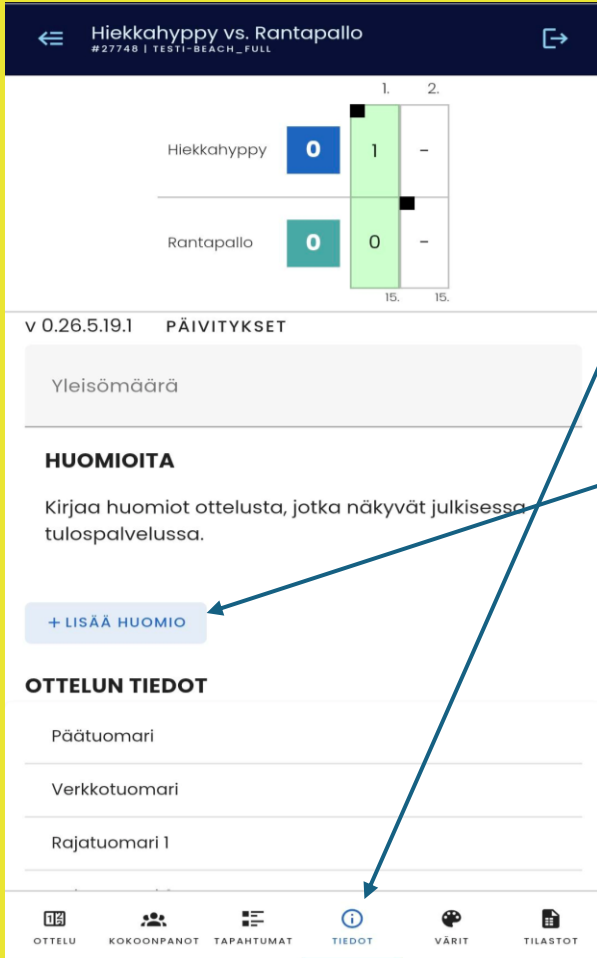 Hiekkahyppy vs. Rantapallo
#27748 | TESTI-BEACH_FULL
1. 2.
Hiekkahyppy 0 1 -
Rantapallo 0 0 -
15. 15.
v 0.26.5.19.1 PÄIVITYKSET
Yleisömäärä
HUOMIOITA
Kirjaa huomiot ottelusta, jotka näkyvät julkisessa
tulospalvelussa.
+ LISÄÄ HUOMIO
OTTELUN TIEDOT
Päätuomari
Verkkotuomari
Rajatuomari 1
OTTELU KOKOONPANOT TAPAHTUMAT TIEDOT VÄRIT TILASTOT